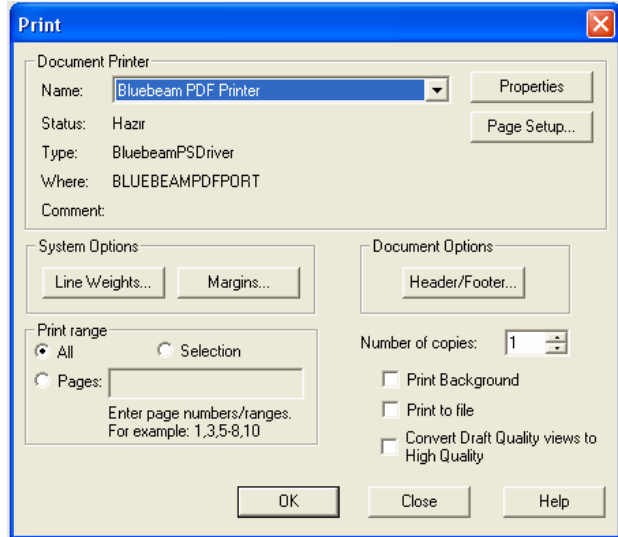 Print
Document Printer
Name: Bluebeam PDF Printer Properties
Status: Hazır Page Setup...
Type: BluebeamPSDriver
Where: BLUEBEAMPDFPORT
Comment:
System Options
Line Weights... Margins...
Document Options
Header/Footer...
Print range
All Selection
Pages:
Enter page numbers/ranges.
For example: 1,3,5-8,10
Number of copies: 1
Print Background
Print to file
Convert Draft Quality views to
High Quality
OK Close Help